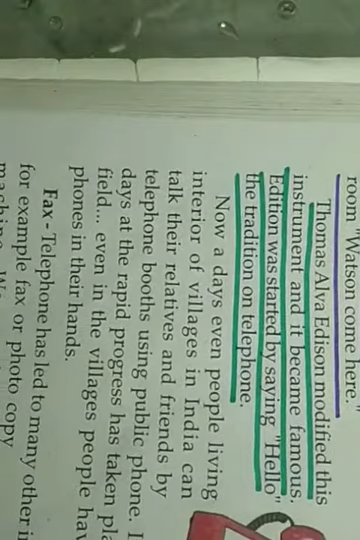 room "Watson come here."
Thomas Alva Edison modified this
instrument and it became famous
Edition was started by saying "Hello"
the tradition on telephone.
Now a days even people living
interior of villages in India can
talk their relatives and friends by
telephone booths using public phone.
days at the rapid progress has taken
field... even in the villages people
phones in their hands.
Fax - Telephone has led to many other
for example fax or photo copy